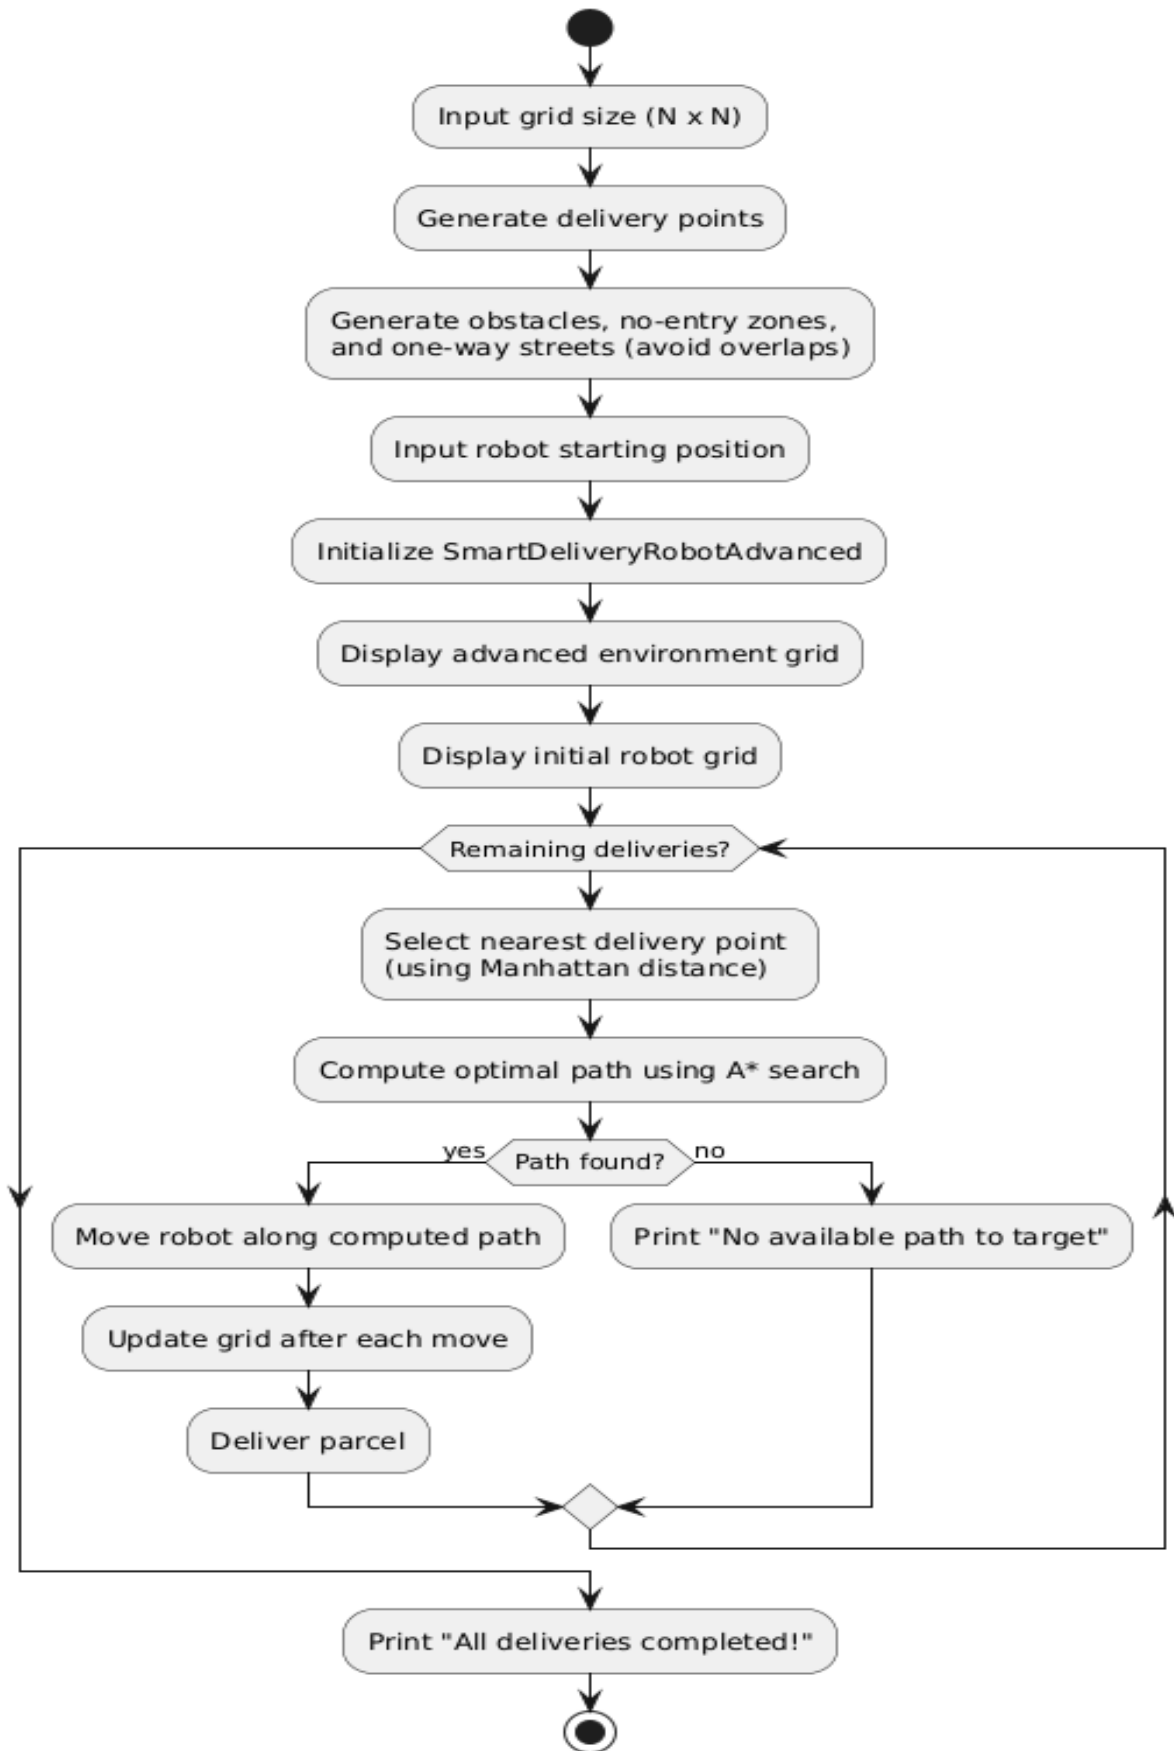 Input grid size (N x N)
Generate delivery points
Generate obstacles, no-entry zones,
and one-way streets (avoid overlaps)
Input robot starting position
Initialize SmartDeliveryRobotAdvanced
Display advanced environment grid
Display initial robot grid
Remaining deliveries?
Select nearest delivery point
(using Manhattan distance)
Compute optimal path using A* search
yes
Path found?
no
Move robot along computed path
Print "No available path to target"
Update grid after each move
Deliver parcel
Print "All deliveries completed!"